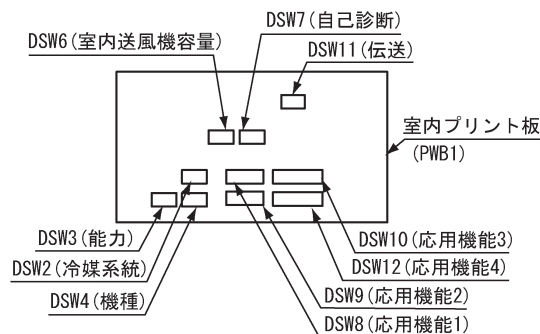 DSW7(自己診断)
DSW6(室内送風機容量)
DSW11(伝送)
室内プリント板
(PWB1)
DSW3(能力)
DSW10(応用機能3)
DSW2(冷媒系統)
DSW12(応用機能4)
DSW4(機種)
DSW9(応用機能2)
DSW8(応用機能1)